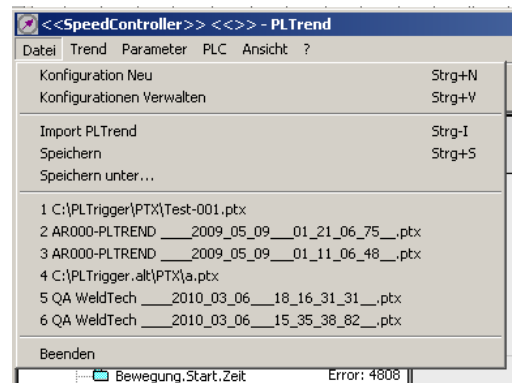 <<SpeedController>> <<>> - PLTrend
Datei Trend Parameter PLC Ansicht ?
Konfiguration Neu Strg+N
Konfigurationen Verwalten Strg+V
Import PLTrend Strg-I
Speichern Strg+S
Speichern unter...
1 C:\PLTrigger\PTX\Test-001.ptx
2 AR000-PLTREND ____2009_05_09___01_21_06_75__.ptx
3 AR000-PLTREND ____2009_05_09___01_11_06_48__.ptx
4 C:\PLTrigger.alt\PTX\a.ptx
5 QA WeldTech ____2010_03_06___18_16_31_31__.ptx
6 QA WeldTech ____2010_03_06___15_35_38_82__.ptx
Beenden
Bewegung.Start.Zeit Error: 4808